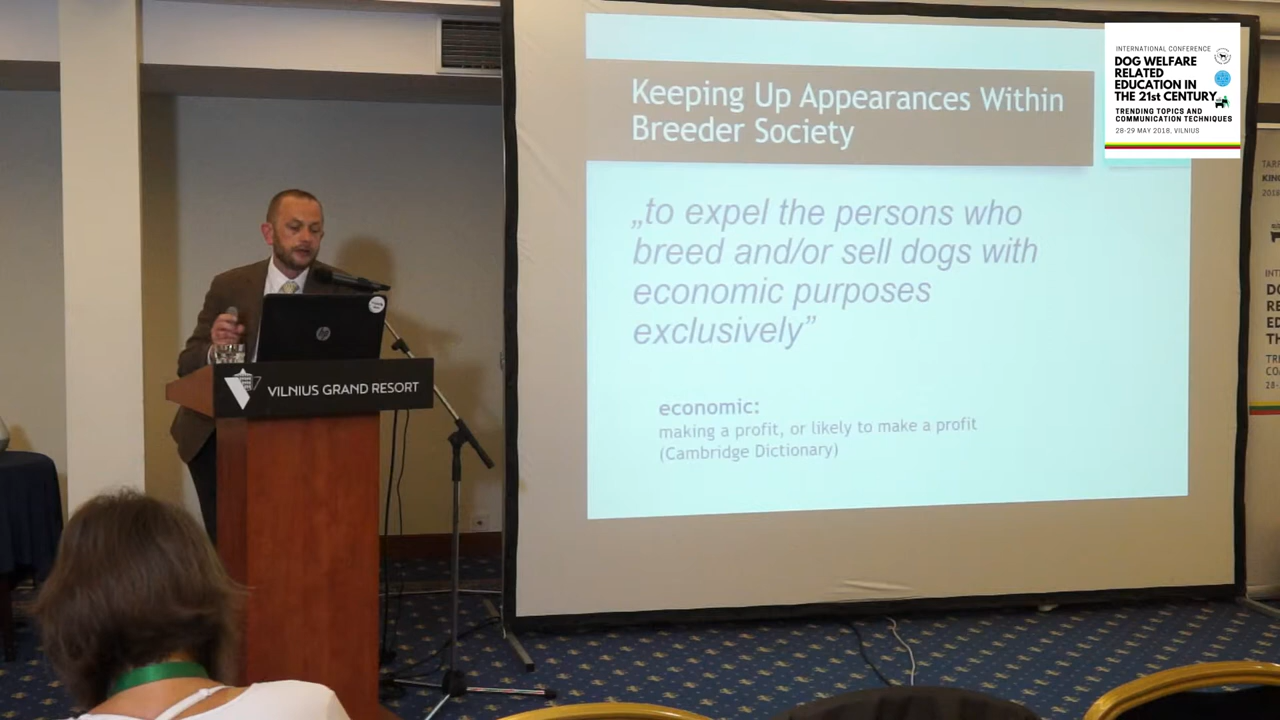 Keeping Up Appearances Within
Breeder Society
„to expel the persons who
breed and/or sell dogs with
economic purposes
exclusively”
economic:
making a profit, or likely to make a profit
(Cambridge Dictionary)
INTERNATIONAL CONFERENCE
DOG WELFARE
RELATED
EDUCATION IN
THE 21st CENTURY
TRENDING TOPICS AND
COMMUNICATION TECHNIQUES
28-29 MAY 2018, VILNIUS
hp
VILNIUS GRAND RESORT